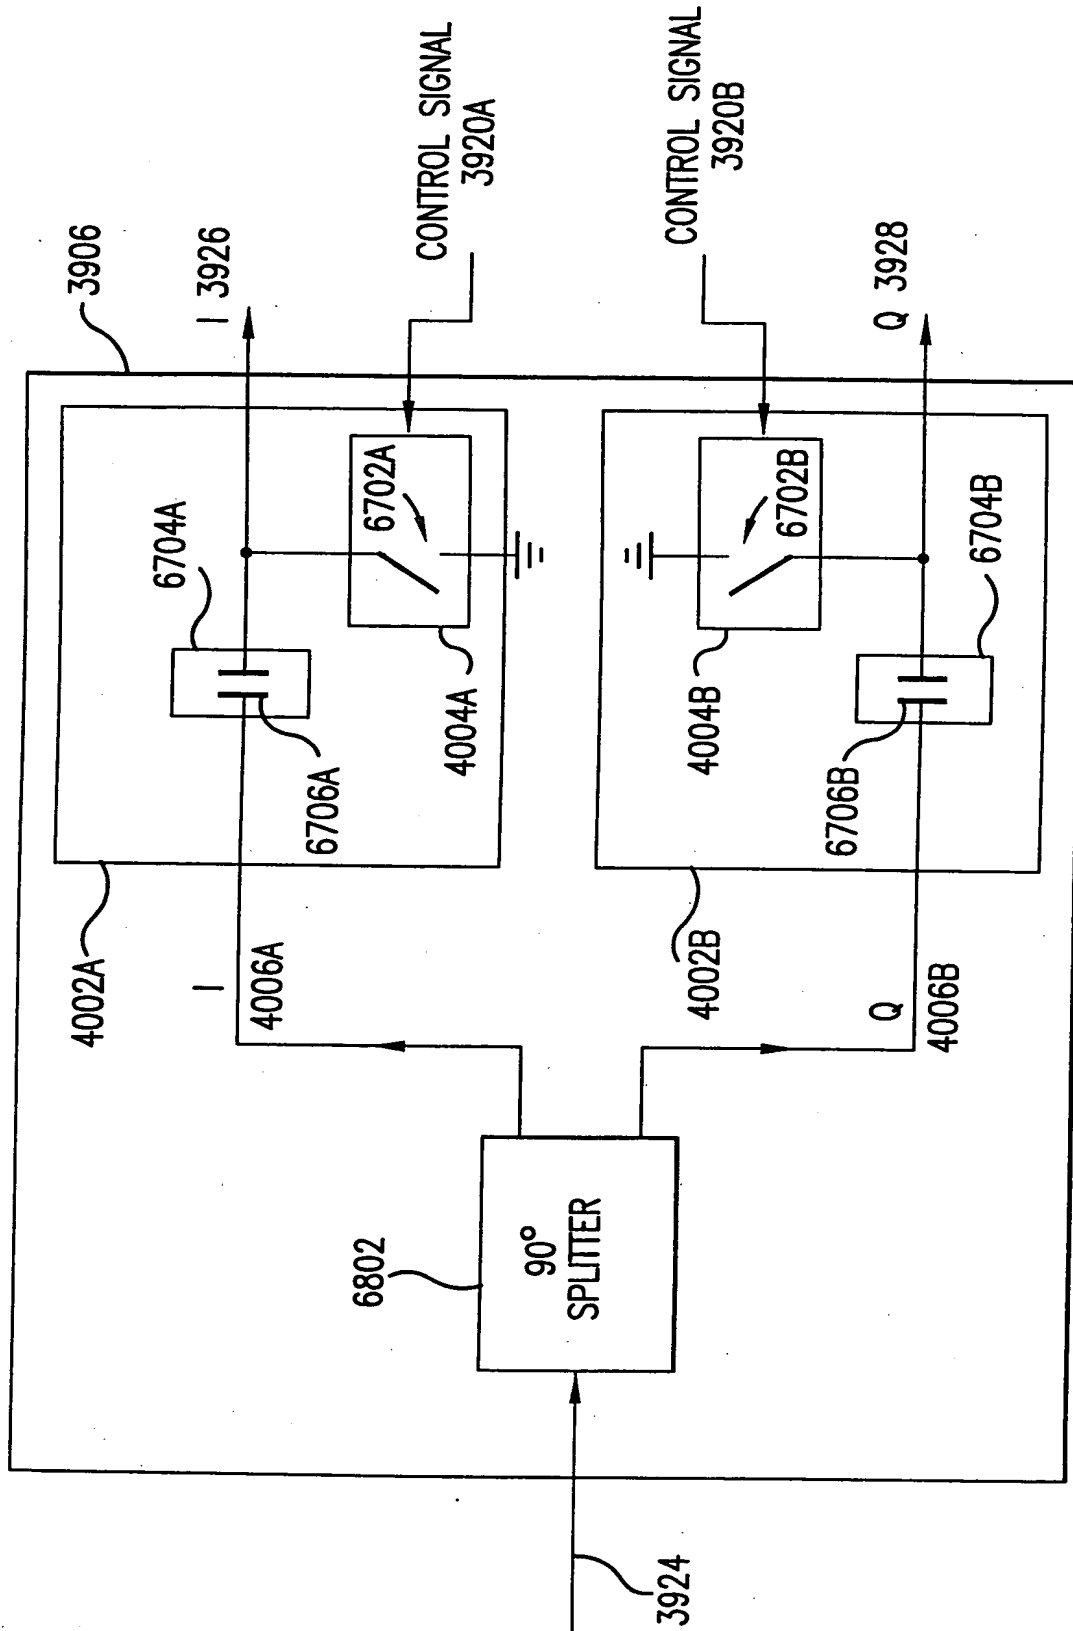 3906
I 3926
CONTROL SIGNAL
3920A
CONTROL SIGNAL
3920B
Q 3928
6704A
6702A
6702B
6704B
6706A
4004A
4004B
6706B
4002A
I
4006A
4002B
Q
4006B
6802
90°
SPLITTER
3924